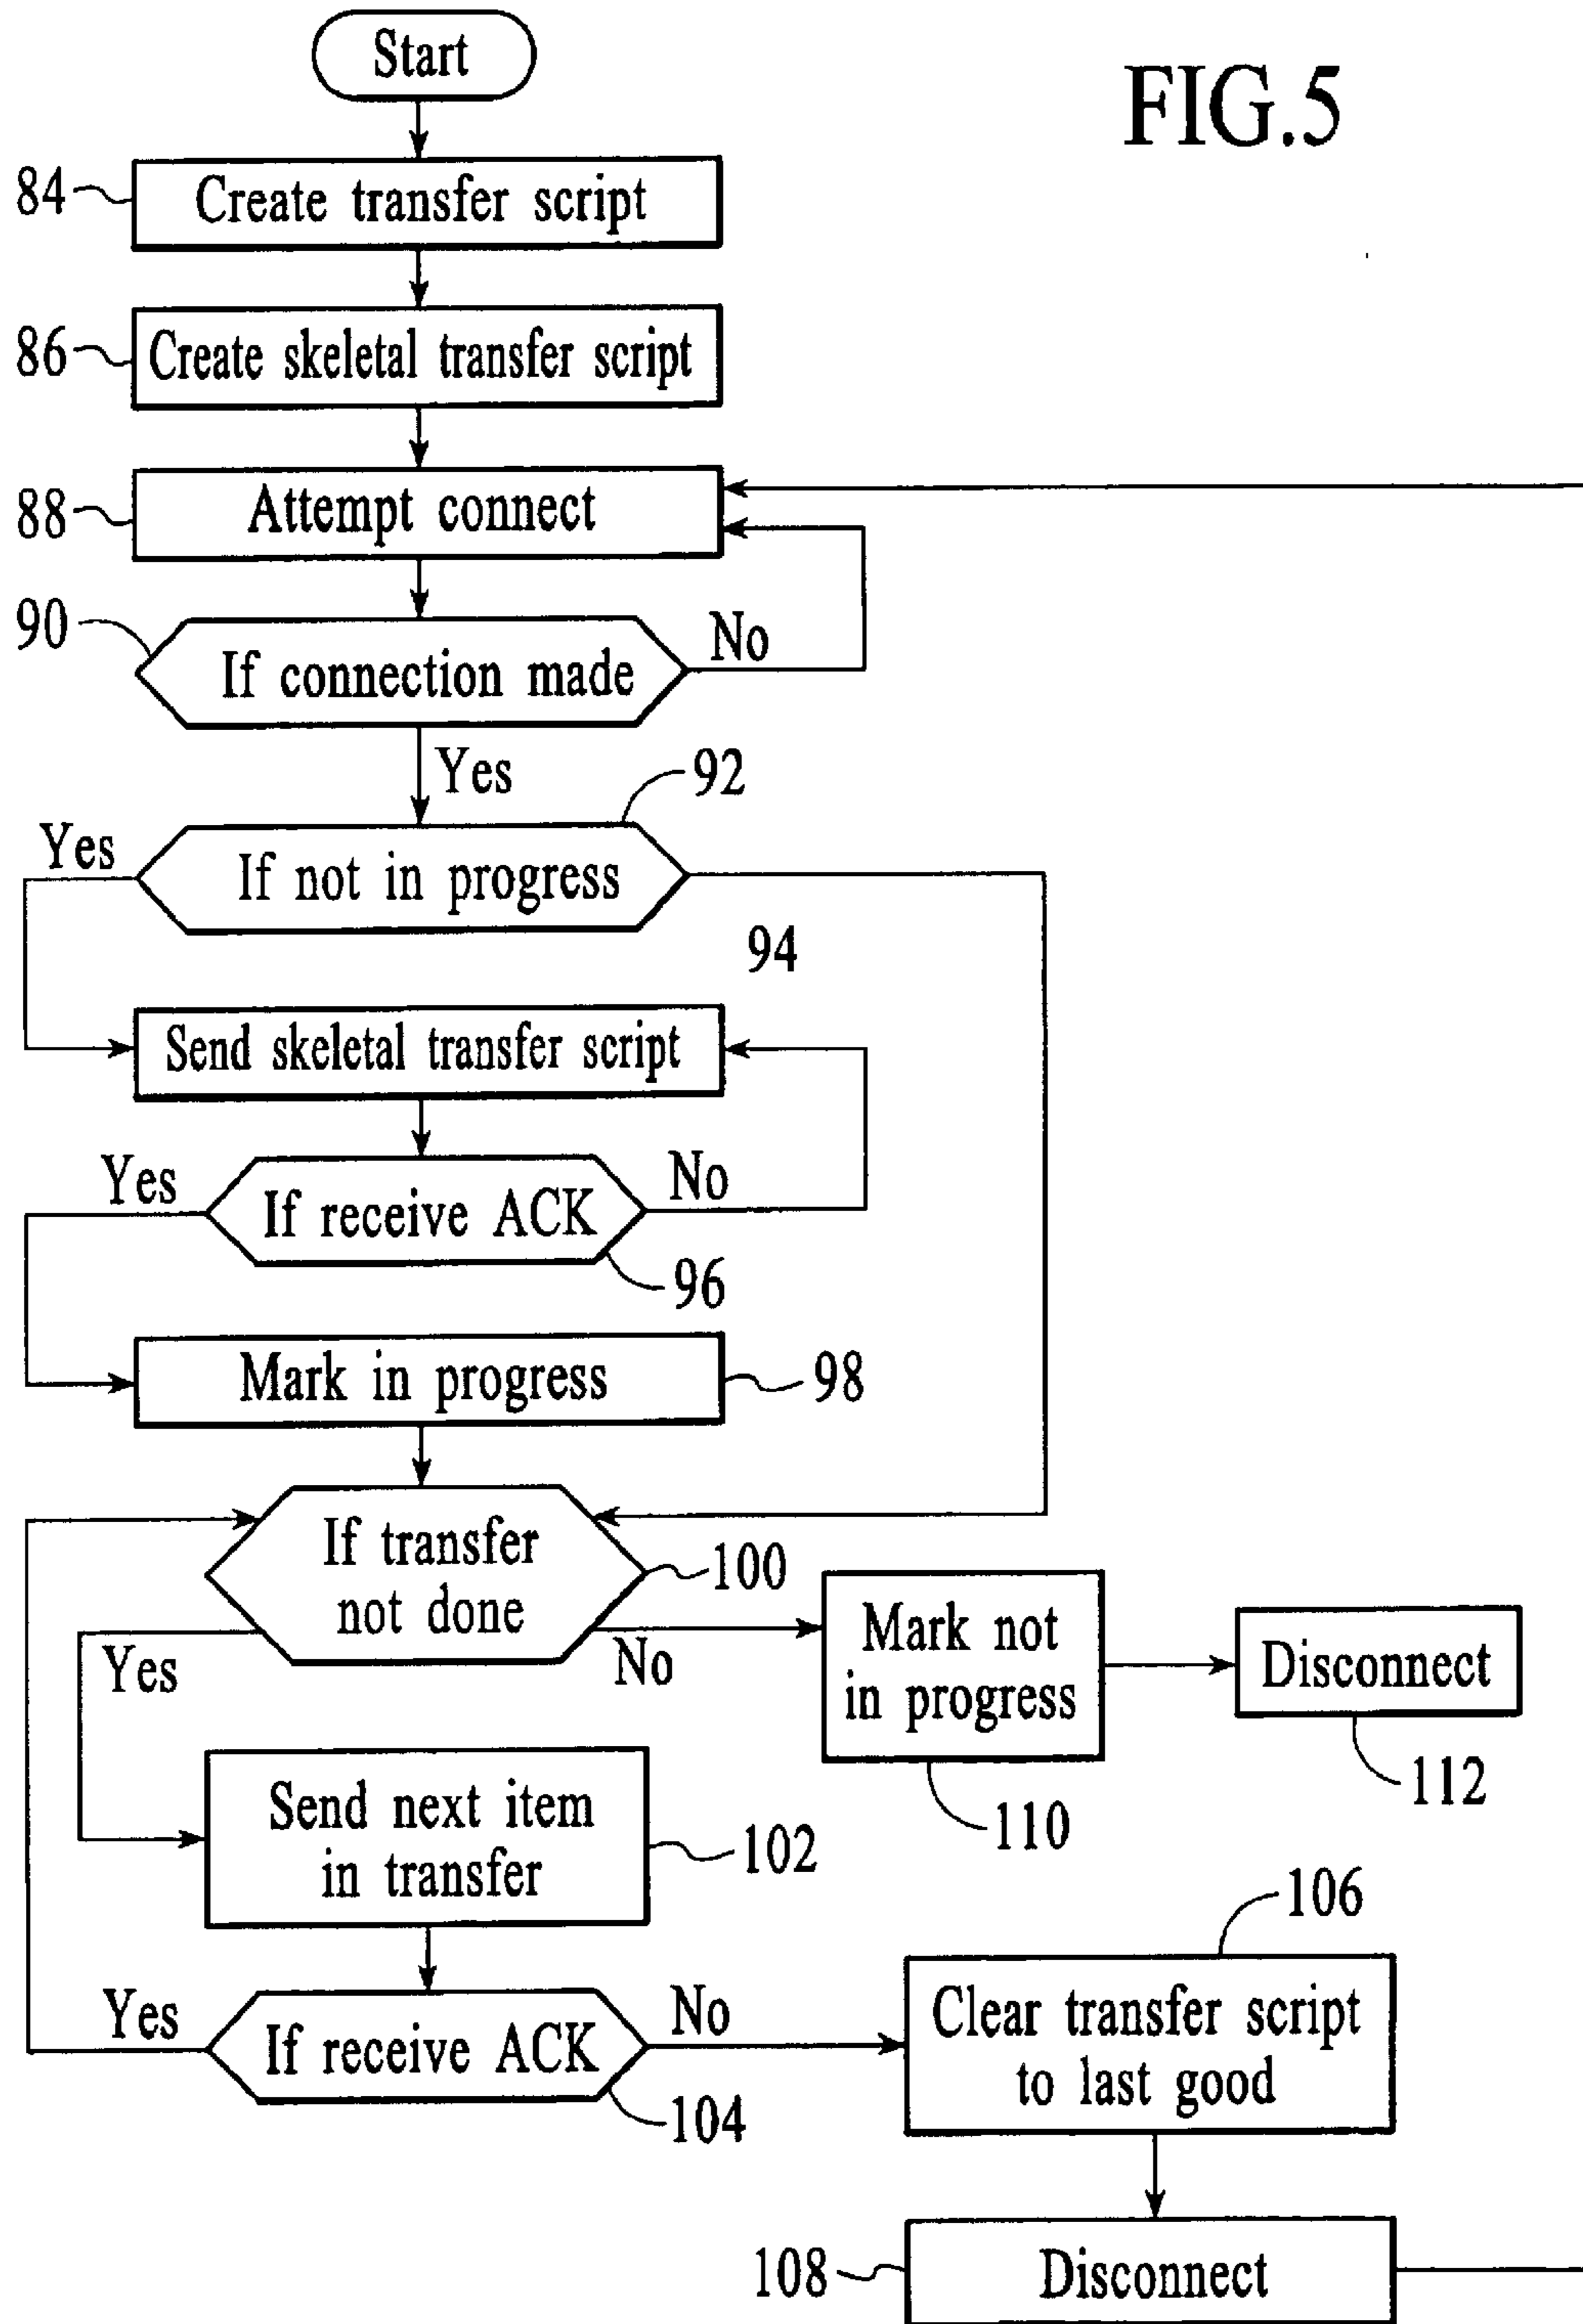 Start
FIG.5
84
Create transfer script
86
Create skeletal transfer script
88
Attempt connect
90
If connection made
No
Yes
92
Yes
If not in progress
94
Send skeletal transfer script
Yes
If receive ACK
No
96
Mark in progress
98
If transfer
not done
100
Yes
No
Mark not
in progress
110
Disconnect
112
Send next item
in transfer
102
Yes
If receive ACK
No
104
106
Clear transfer script
to last good
108
Disconnect